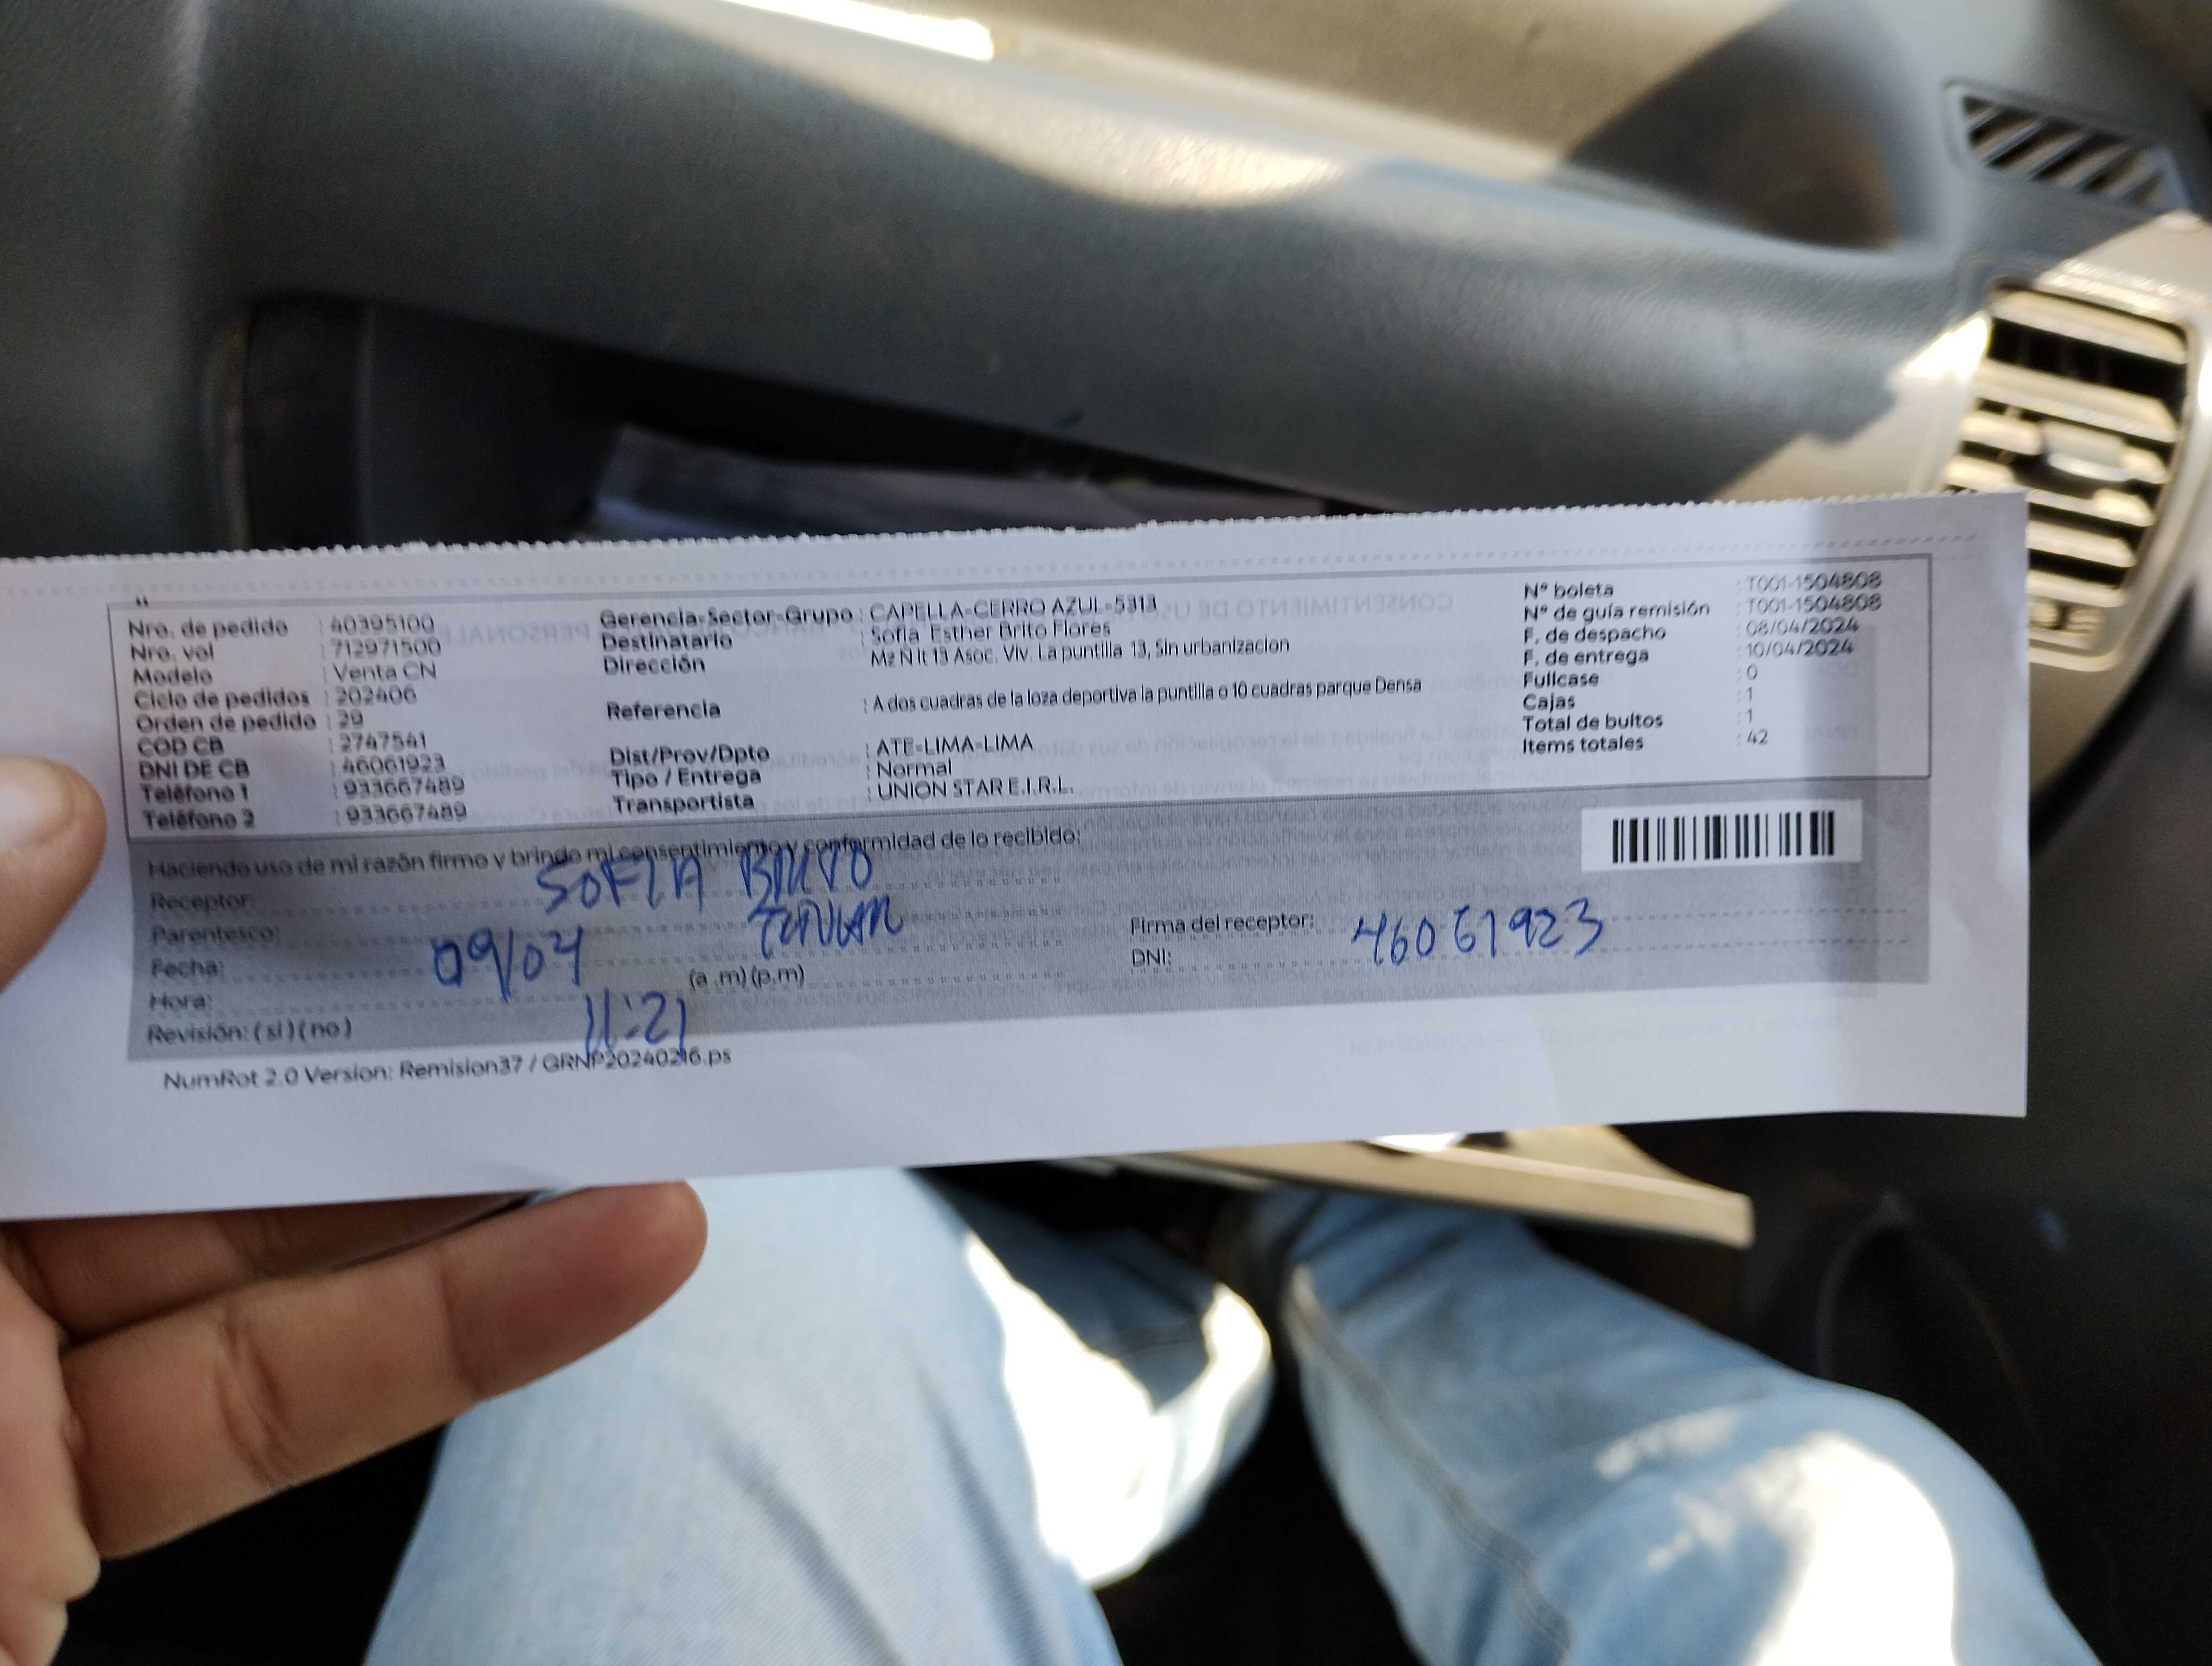 Nro. de pedido : 40395100
Nro. vol : 712971500
Modelo : Venta CN
Ciclo de pedidos : 202406
Orden de pedido : 29
COD CB : 2747541
DNI DE CB : 46061923
Teléfono 1 : 933667489
Teléfono 2 : 933667489
Gerencia-Sector-Grupo : CAPELLA-CERRO AZUL-5313
Destinatario : Sofia Esther Brito Flores
Dirección Mz N lt 13 Asoc. Viv. La puntilla 13, Sin urbanizacion
Referencia : A dos cuadras de la loza deportiva la puntilla o 10 cuadras parque Densa
Dist/Prov/Dpto : ATE-LIMA-LIMA
Tipo / Entrega : Normal
Transportista : UNION STAR E.I.R.L.
N° boleta : T001-1504808
N° de guía remisión : T001-1504808
F. de despacho : 08/04/2024
F. de entrega : 10/04/2024
Fullcase : 0
Cajas : 1
Total de bultos : 1
Items totales : 42
Haciendo uso de mi razón firmo y brindo mi consentimiento y conformidad de lo recibido:
Receptor: SOFIA BRITO
Parentesco: TITULAR
Fecha: 09/04
Hora: 11:21 (a .m) (p.m)
Revisión: ( si ) ( no )
Firma del receptor:
DNI: 46061923
NumRot 2.0 Version: Remision37 / GRNP20240216.ps